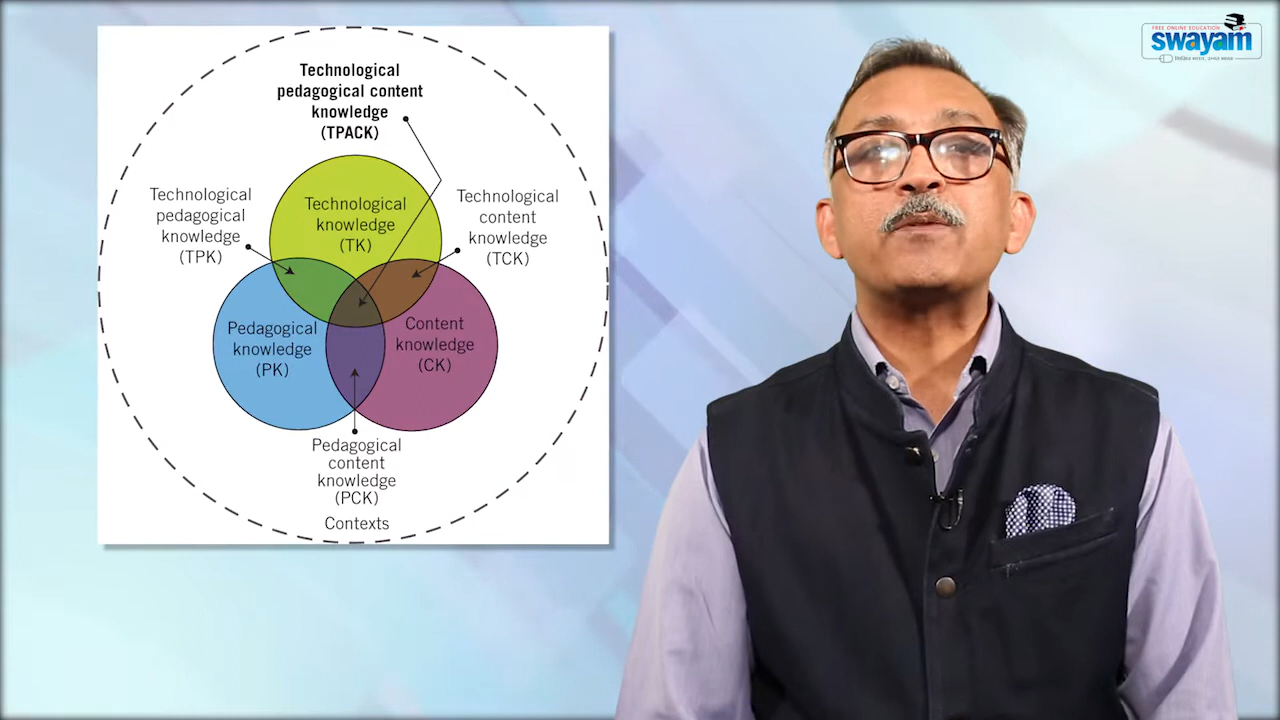 Technological
pedagogical content
knowledge
(TPACK)
Technological
pedagogical
knowledge
(TPK)
Technological
knowledge
(TK)
Technological
content
knowledge
(TCK)
Pedagogical
knowledge
(PK)
Content
knowledge
(CK)
Pedagogical
content
knowledge
(PCK)
Contexts
FREE ONLINE EDUCATION
swayam